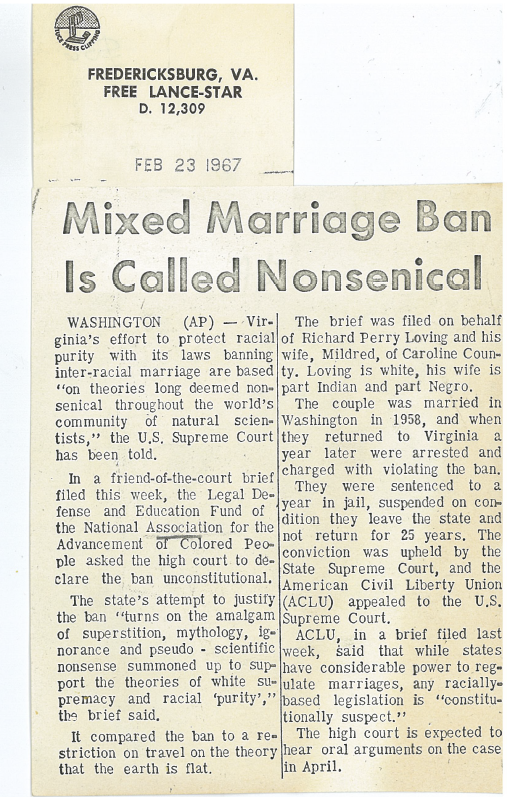 LUCE PRESS CLIPPINGS
FREDERICKSBURG, VA.
FREE LANCE-STAR
D. 12,309
FEB 23 1967
Mixed Marriage Ban
Is Called Nonsenical
WASHINGTON (AP) — Vir-
ginia's effort to protect racial
purity with its laws banning
inter-racial marriage are based
"on theories long deemed non-
senical throughout the world's
community of natural scien-
tists," the U.S. Supreme Court
has been told.
In a friend-of-the-court brief
filed this week, the Legal De-
fense and Education Fund of
the National Association for the
Advancement of Colored Peo-
ple asked the high court to de-
clare the ban unconstitutional.
The state's attempt to justify
the ban "turns on the amalgam
of superstition, mythology, ig-
norance and pseudo - scientific
nonsense summoned up to sup-
port the theories of white su-
premacy and racial 'purity',"
the brief said.
It compared the ban to a re-
striction on travel on the theory
that the earth is flat.
The brief was filed on behalf
of Richard Perry Loving and his
wife, Mildred, of Caroline Coun-
ty. Loving is white, his wife is
part Indian and part Negro.
The couple was married in
Washington in 1958, and when
they returned to Virginia a
year later were arrested and
charged with violating the ban.
They were sentenced to a
year in jail, suspended on con-
dition they leave the state and
not return for 25 years. The
conviction was upheld by the
State Supreme Court, and the
American Civil Liberty Union
(ACLU) appealed to the U.S.
Supreme Court.
ACLU, in a brief filed last
week, said that while states
have considerable power to reg-
ulate marriages, any racially-
based legislation is "constitu-
tionally suspect."
The high court is expected to
hear oral arguments on the case
in April.